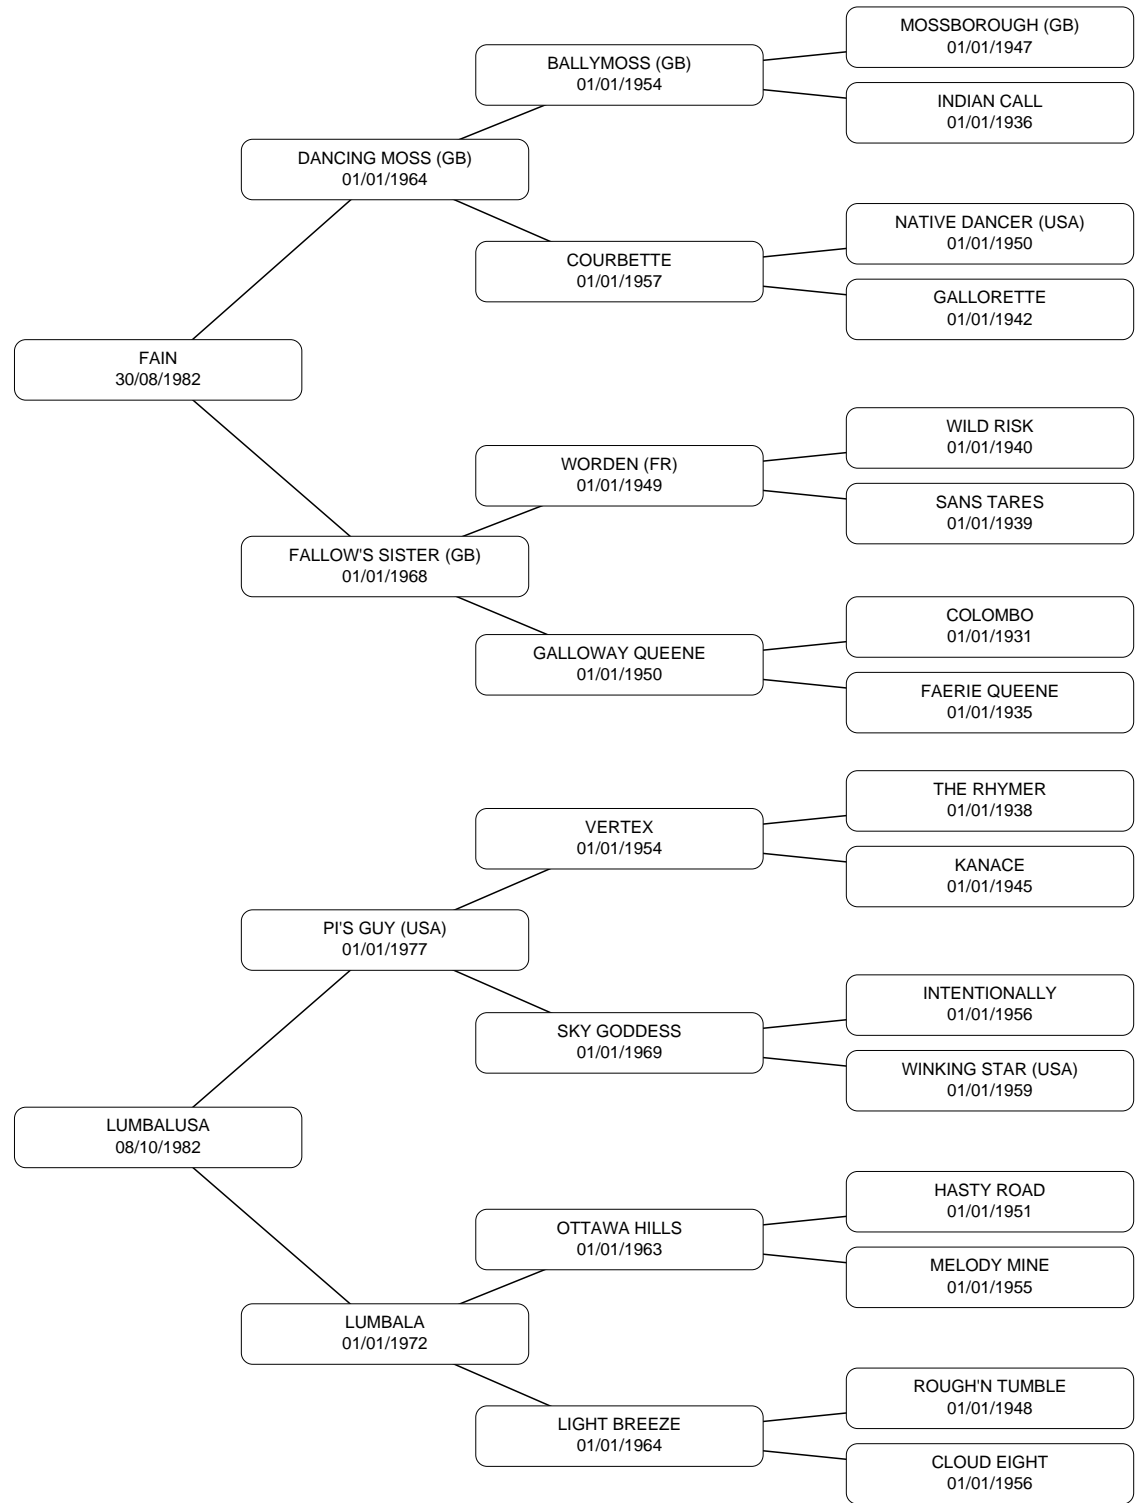 MOSSBOROUGH (GB)
01/01/1947
BALLYMOSS (GB)
01/01/1954
INDIAN CALL
01/01/1936
DANCING MOSS (GB)
01/01/1964
NATIVE DANCER (USA)
01/01/1950
COURBETTE
01/01/1957
GALLORETTE
01/01/1942
FAIN
30/08/1982
WILD RISK
01/01/1940
WORDEN (FR)
01/01/1949
SANS TARES
01/01/1939
FALLOW'S SISTER (GB)
01/01/1968
COLOMBO
01/01/1931
GALLOWAY QUEENE
01/01/1950
FAERIE QUEENE
01/01/1935
THE RHYMER
01/01/1938
VERTEX
01/01/1954
KANACE
01/01/1945
PI'S GUY (USA)
01/01/1977
INTENTIONALLY
01/01/1956
SKY GODDESS
01/01/1969
WINKING STAR (USA)
01/01/1959
LUMBALUSA
08/10/1982
HASTY ROAD
01/01/1951
OTTAWA HILLS
01/01/1963
MELODY MINE
01/01/1955
LUMBALA
01/01/1972
ROUGH'N TUMBLE
01/01/1948
LIGHT BREEZE
01/01/1964
CLOUD EIGHT
01/01/1956